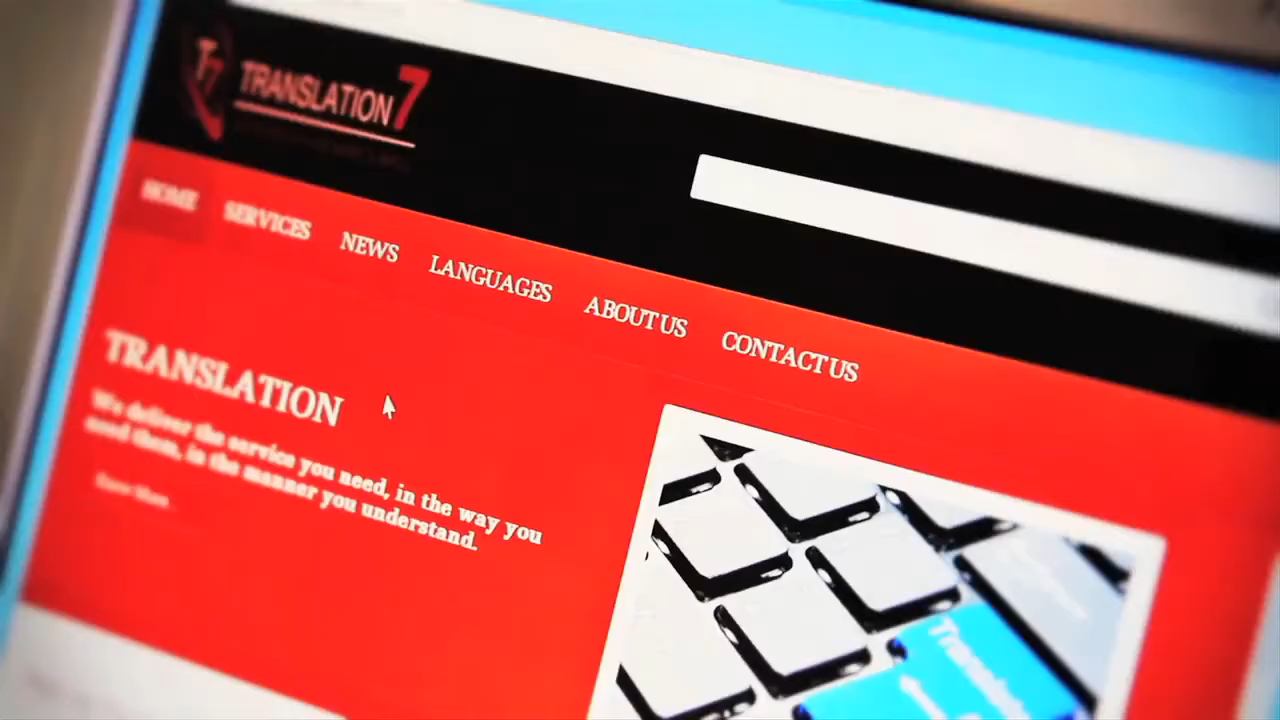 T7
TRANSLATION7
HOME SERVICES NEWS LANGUAGES ABOUT US CONTACT US
TRANSLATION
We deliver the service you need, in the way you
need them, in the manner you understand.